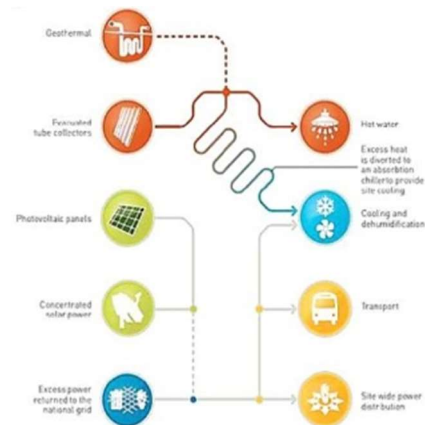 Geothermal
Evacuated
tube collectors
Hot water
Excess heat
is diverted to
an absorbtion
chiller to provide
site cooling
Photovoltaic panels
Cooling and
dehumidification
Concentrated
solar power
Transport
Excess power
returned to the
national grid
Site wide power
distribution